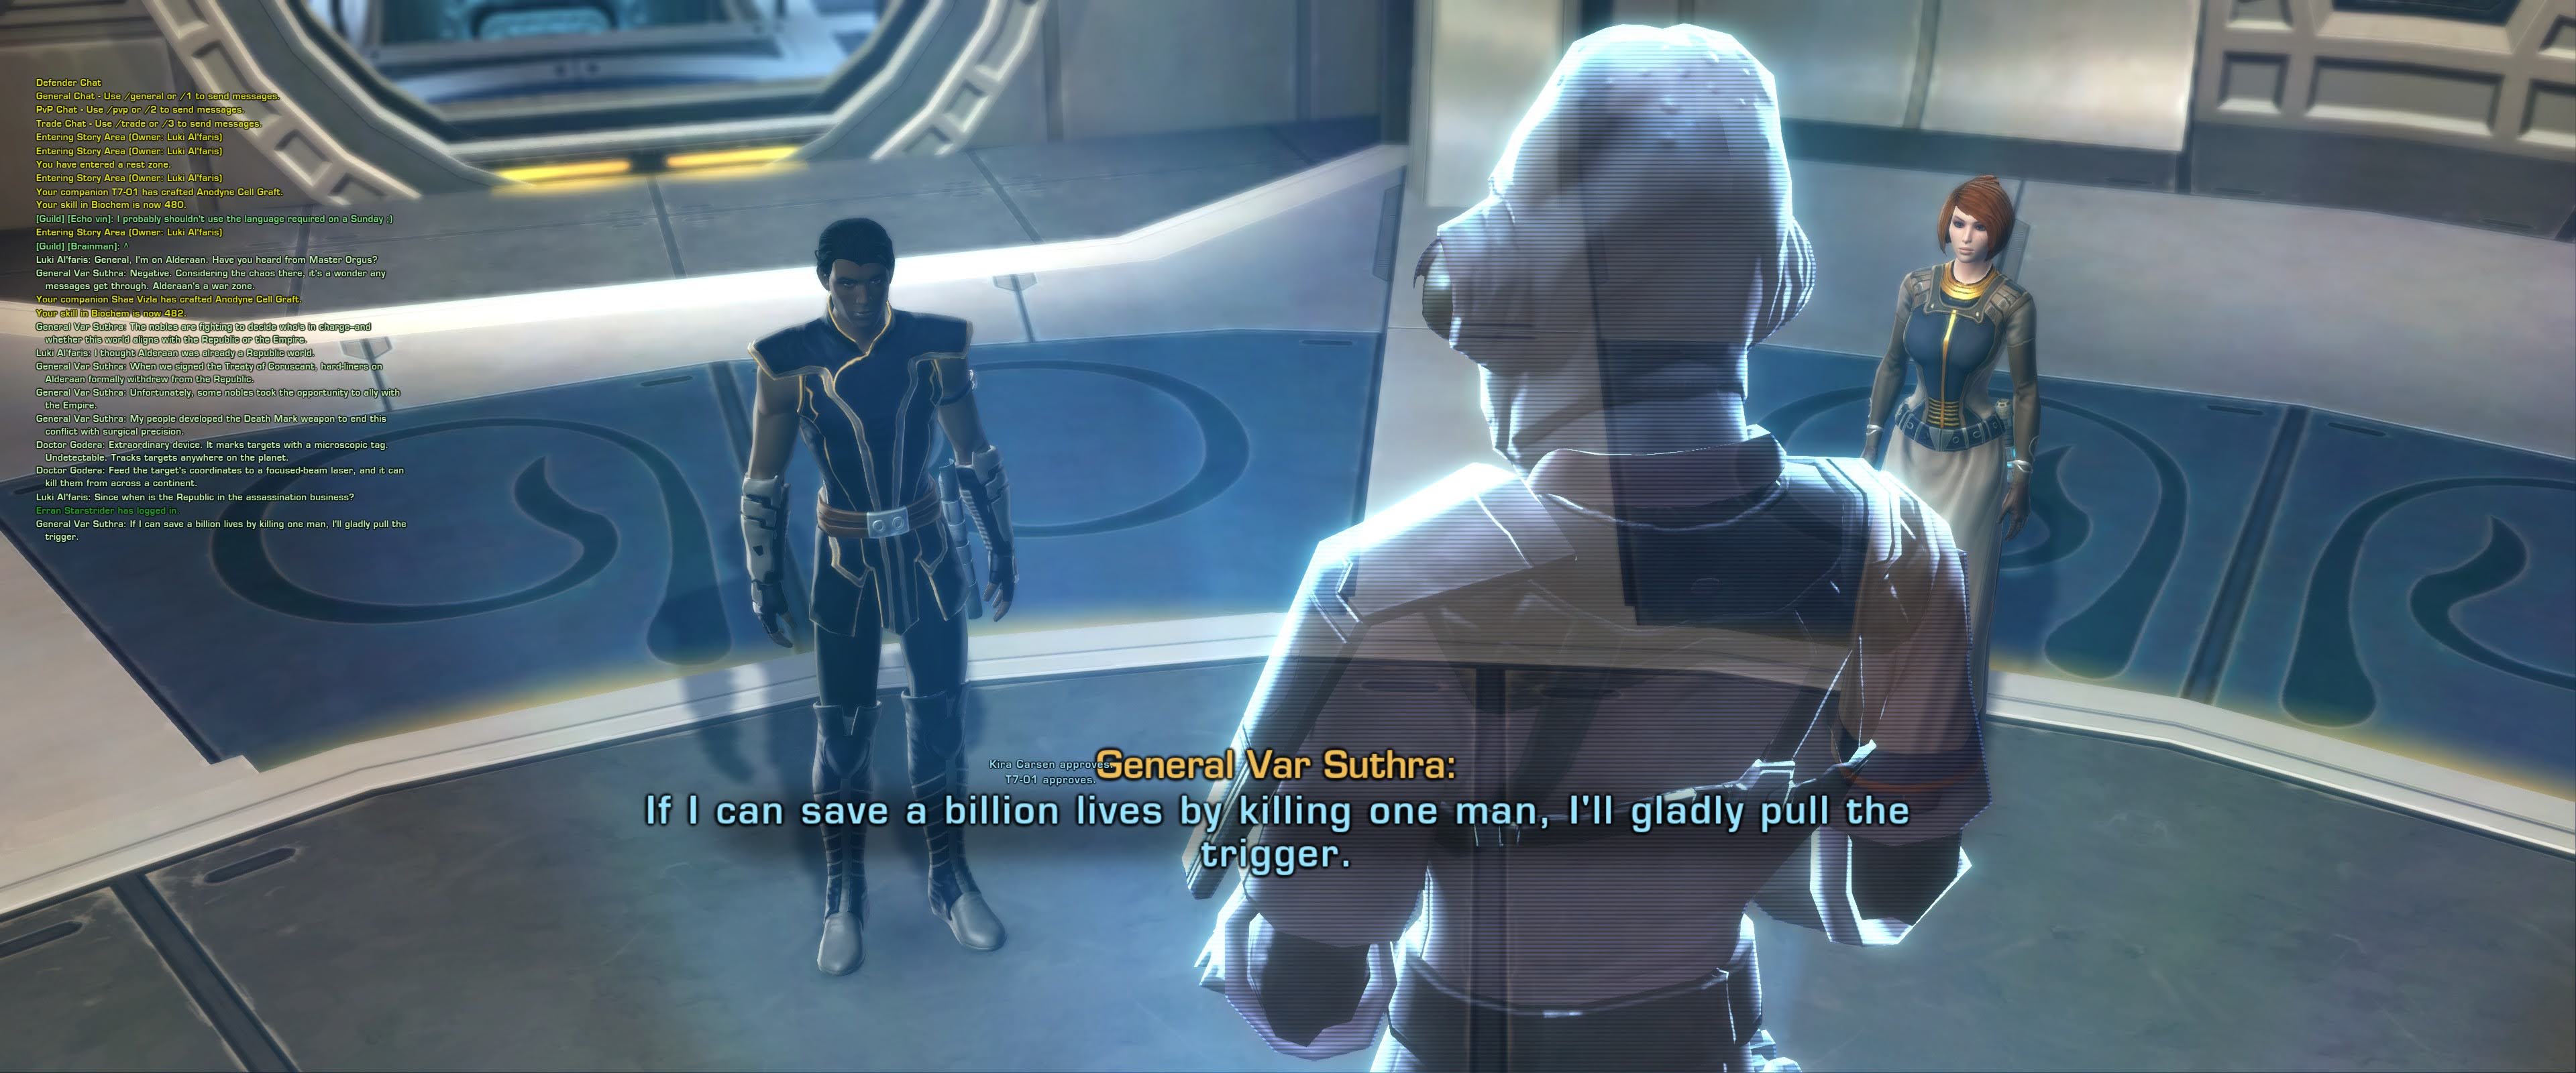 Defender Chat
General Chat - Use /general or /1 to send messages.
PvP Chat - Use /pvp or /2 to send messages.
Trade Chat - Use /trade or /3 to send messages.
Entering Story Area (Owner: Luki Al'faris)
Entering Story Area (Owner: Luki Al'faris)
You have entered a rest zone.
Entering Story Area (Owner: Luki Al'faris)
Your companion T7-01 has crafted Anodyne Cell Graft.
Your skill in Biochem is now 480.
[Guild] [Echo vin]: I probably shouldn't use the language required on a Sunday ;)
Entering Story Area (Owner: Luki Al'faris)
[Guild] [Brainman]: ^
Luki Al'faris: General, I'm on Alderaan. Have you heard from Master Orgus?
General Var Suthra: Negative. Considering the chaos there, it's a wonder any
messages get through. Alderaan's a war zone.
Your companion Shae Vizla has crafted Anodyne Cell Graft.
Your skill in Biochem is now 482.
General Var Suthra: The nobles are fighting to decide who's in charge-and
whether this world aligns with the Republic or the Empire.
Luki Al'faris: I thought Alderaan was already a Republic world.
General Var Suthra: When we signed the Treaty of Coruscant, hard-liners on
Alderaan formally withdrew from the Republic.
General Var Suthra: Unfortunately, some nobles took the opportunity to ally with
the Empire.
General Var Suthra: My people developed the Death Mark weapon to end this
conflict with surgical precision.
Doctor Godera: Extraordinary device. It marks targets with a microscopic tag.
Undetectable. Tracks targets anywhere on the planet.
Doctor Godera: Feed the target's coordinates to a focused-beam laser, and it can
kill them from across a continent.
Luki Al'faris: Since when is the Republic in the assassination business?
Erran Starstrider has logged in.
General Var Suthra: If I can save a billion lives by killing one man, I'll gladly pull the
trigger.
Kira Carsen approves.
T7-01 approves.
General Var Suthra:
If I can save a billion lives by killing one man, I'll gladly pull the
trigger.